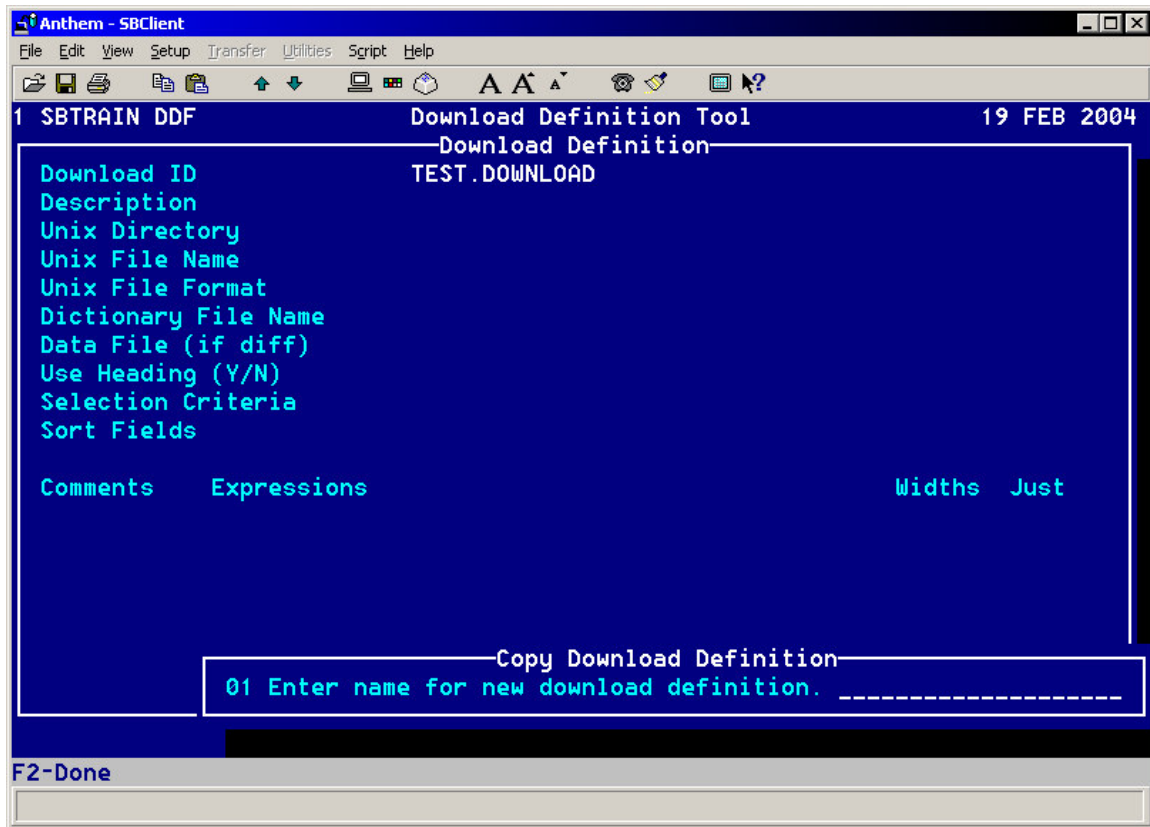 Anthem - SBClient
File Edit View Setup Transfer Utilities Script Help
A A A
1 SBTRAIN DDF Download Definition Tool 19 FEB 2004
Download Definition
Download ID TEST.DOWNLOAD
Description
Unix Directory
Unix File Name
Unix File Format
Dictionary File Name
Data File (if diff)
Use Heading (Y/N)
Selection Criteria
Sort Fields
Comments Expressions Widths Just
Copy Download Definition
01 Enter name for new download definition. ____________________
F2-Done